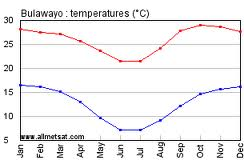 Bulawayo : temperatures (°C)
30
25
20
15
10
5
www.allmetsat.com
Jan
Feb
Mar
Apr
May
Jun
Jul
Aug
Sep
Oct
Nov
Dec